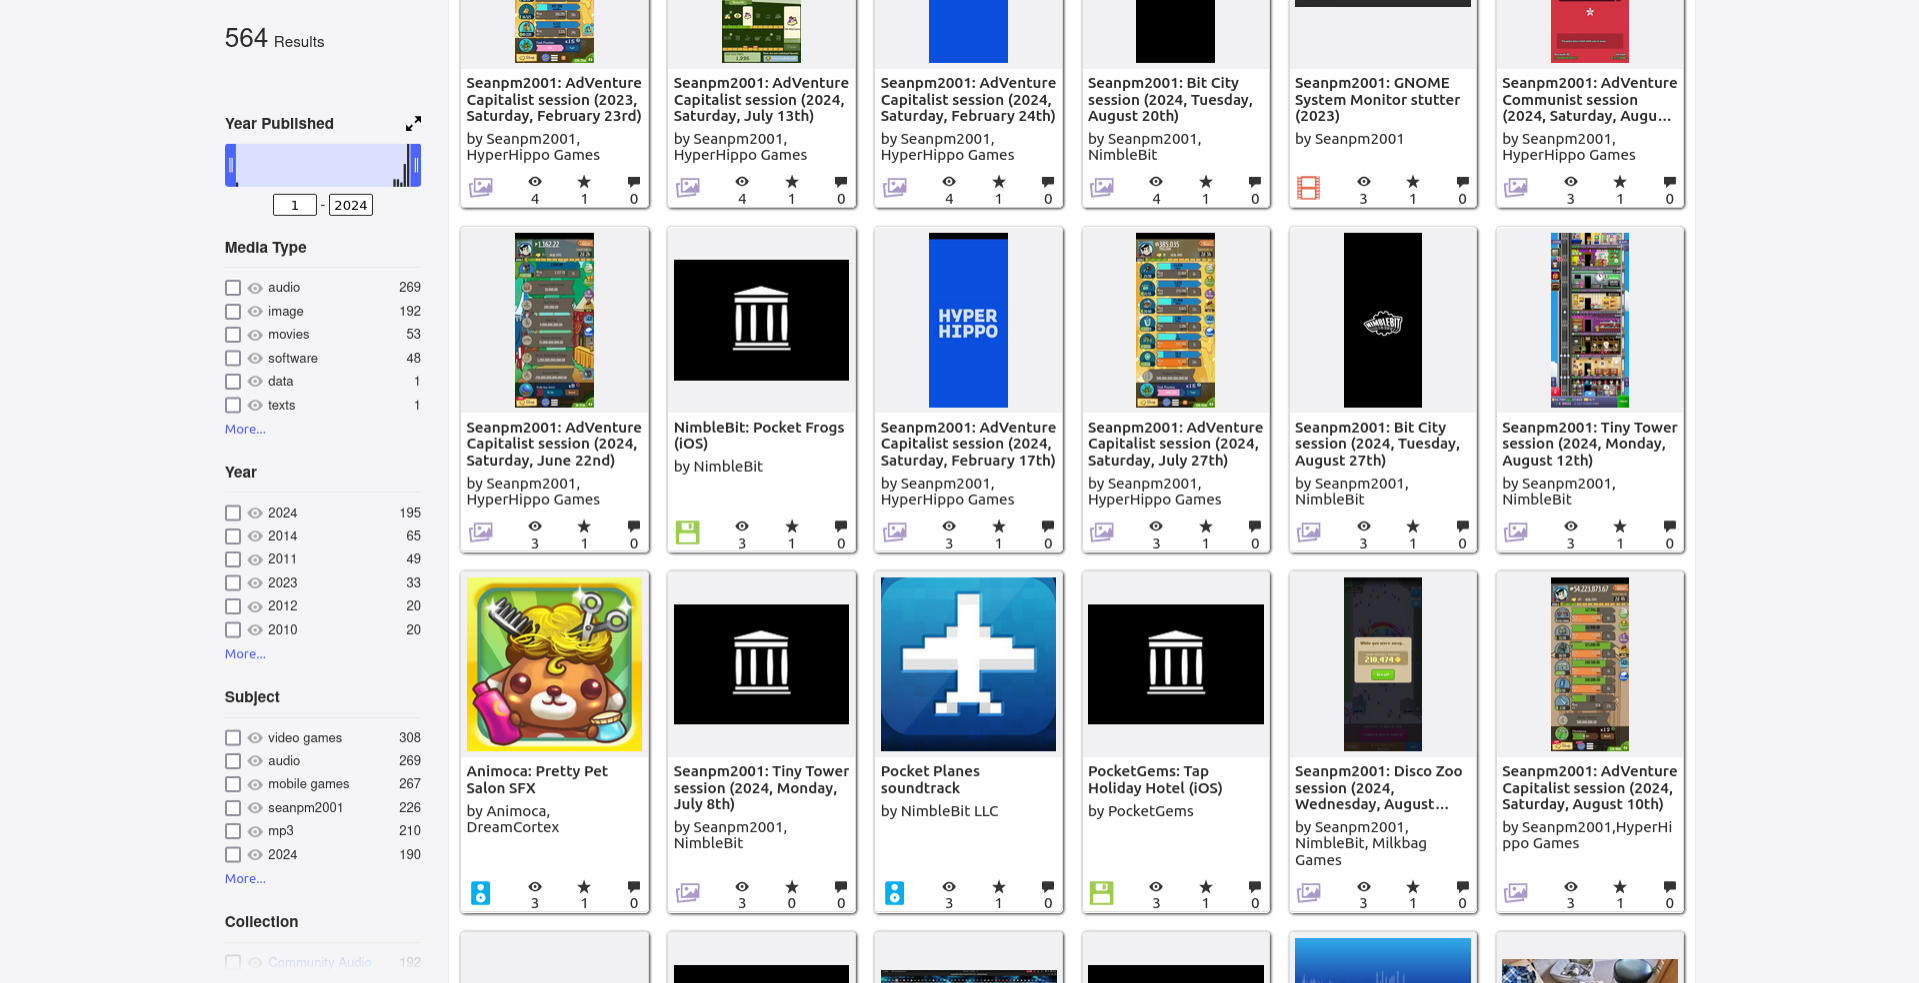 564 Results
Year Published
1 - 2024
Media Type
audio 269
image 192
movies 53
software 48
data 1
texts 1
More...
Year
2024 195
2014 65
2011 49
2023 33
2012 20
2010 20
More...
Subject
video games 308
audio 269
mobile games 267
seanpm2001 226
mp3 210
2024 190
More...
Collection
Community Audio 192
Seanpm2001: AdVenture
Capitalist session (2023,
Saturday, February 23rd)
by Seanpm2001,
HyperHippo Games
4 1 0
Seanpm2001: AdVenture
Capitalist session (2024,
Saturday, July 13th)
by Seanpm2001,
HyperHippo Games
4 1 0
Seanpm2001: AdVenture
Capitalist session (2024,
Saturday, February 24th)
by Seanpm2001,
HyperHippo Games
4 1 0
Seanpm2001: Bit City
session (2024, Tuesday,
August 20th)
by Seanpm2001,
NimbleBit
4 1 0
Seanpm2001: GNOME
System Monitor stutter
(2023)
by Seanpm2001
3 1 0
Seanpm2001: AdVenture
Communist session
(2024, Saturday, Augu...
by Seanpm2001,
HyperHippo Games
3 1 0
Seanpm2001: AdVenture
Capitalist session (2024,
Saturday, June 22nd)
by Seanpm2001,
HyperHippo Games
3 1 0
NimbleBit: Pocket Frogs
(iOS)
by NimbleBit
3 1 0
HYPER
HIPPO
Seanpm2001: AdVenture
Capitalist session (2024,
Saturday, February 17th)
by Seanpm2001,
HyperHippo Games
3 1 0
Seanpm2001: AdVenture
Capitalist session (2024,
Saturday, July 27th)
by Seanpm2001,
HyperHippo Games
3 1 0
NIMBLEBIT
Seanpm2001: Bit City
session (2024, Tuesday,
August 27th)
by Seanpm2001,
NimbleBit
3 1 0
Seanpm2001: Tiny Tower
session (2024, Monday,
August 12th)
by Seanpm2001,
NimbleBit
3 1 0
Animoca: Pretty Pet
Salon SFX
by Animoca,
DreamCortex
3 1 0
Seanpm2001: Tiny Tower
session (2024, Monday,
July 8th)
by Seanpm2001,
NimbleBit
3 0 0
Pocket Planes
soundtrack
by NimbleBit LLC
3 1 0
PocketGems: Tap
Holiday Hotel (iOS)
by PocketGems
3 1 0
While you were away...
210,474
Seanpm2001: Disco Zoo
session (2024,
Wednesday, August...
by Seanpm2001,
NimbleBit, Milkbag
Games
3 1 0
Seanpm2001: AdVenture
Capitalist session (2024,
Saturday, August 10th)
by Seanpm2001,HyperHi
ppo Games
3 1 0